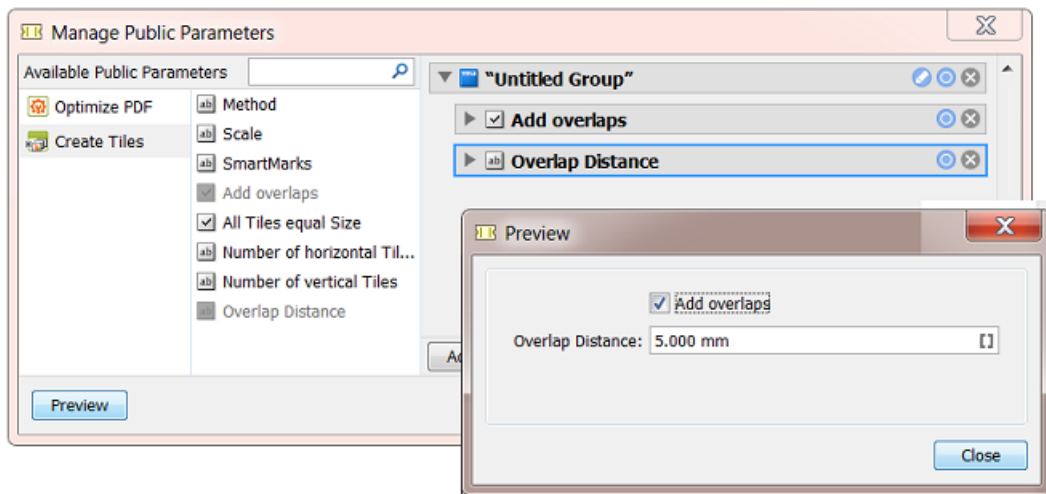 Manage Public Parameters
Available Public Parameters
Optimize PDF
Create Tiles
Method
Scale
SmartMarks
Add overlaps
All Tiles equal Size
Number of horizontal Til...
Number of vertical Tiles
Overlap Distance
"Untitled Group"
Add overlaps
Overlap Distance
Preview
Preview
Add overlaps
Overlap Distance: 5.000 mm
Close